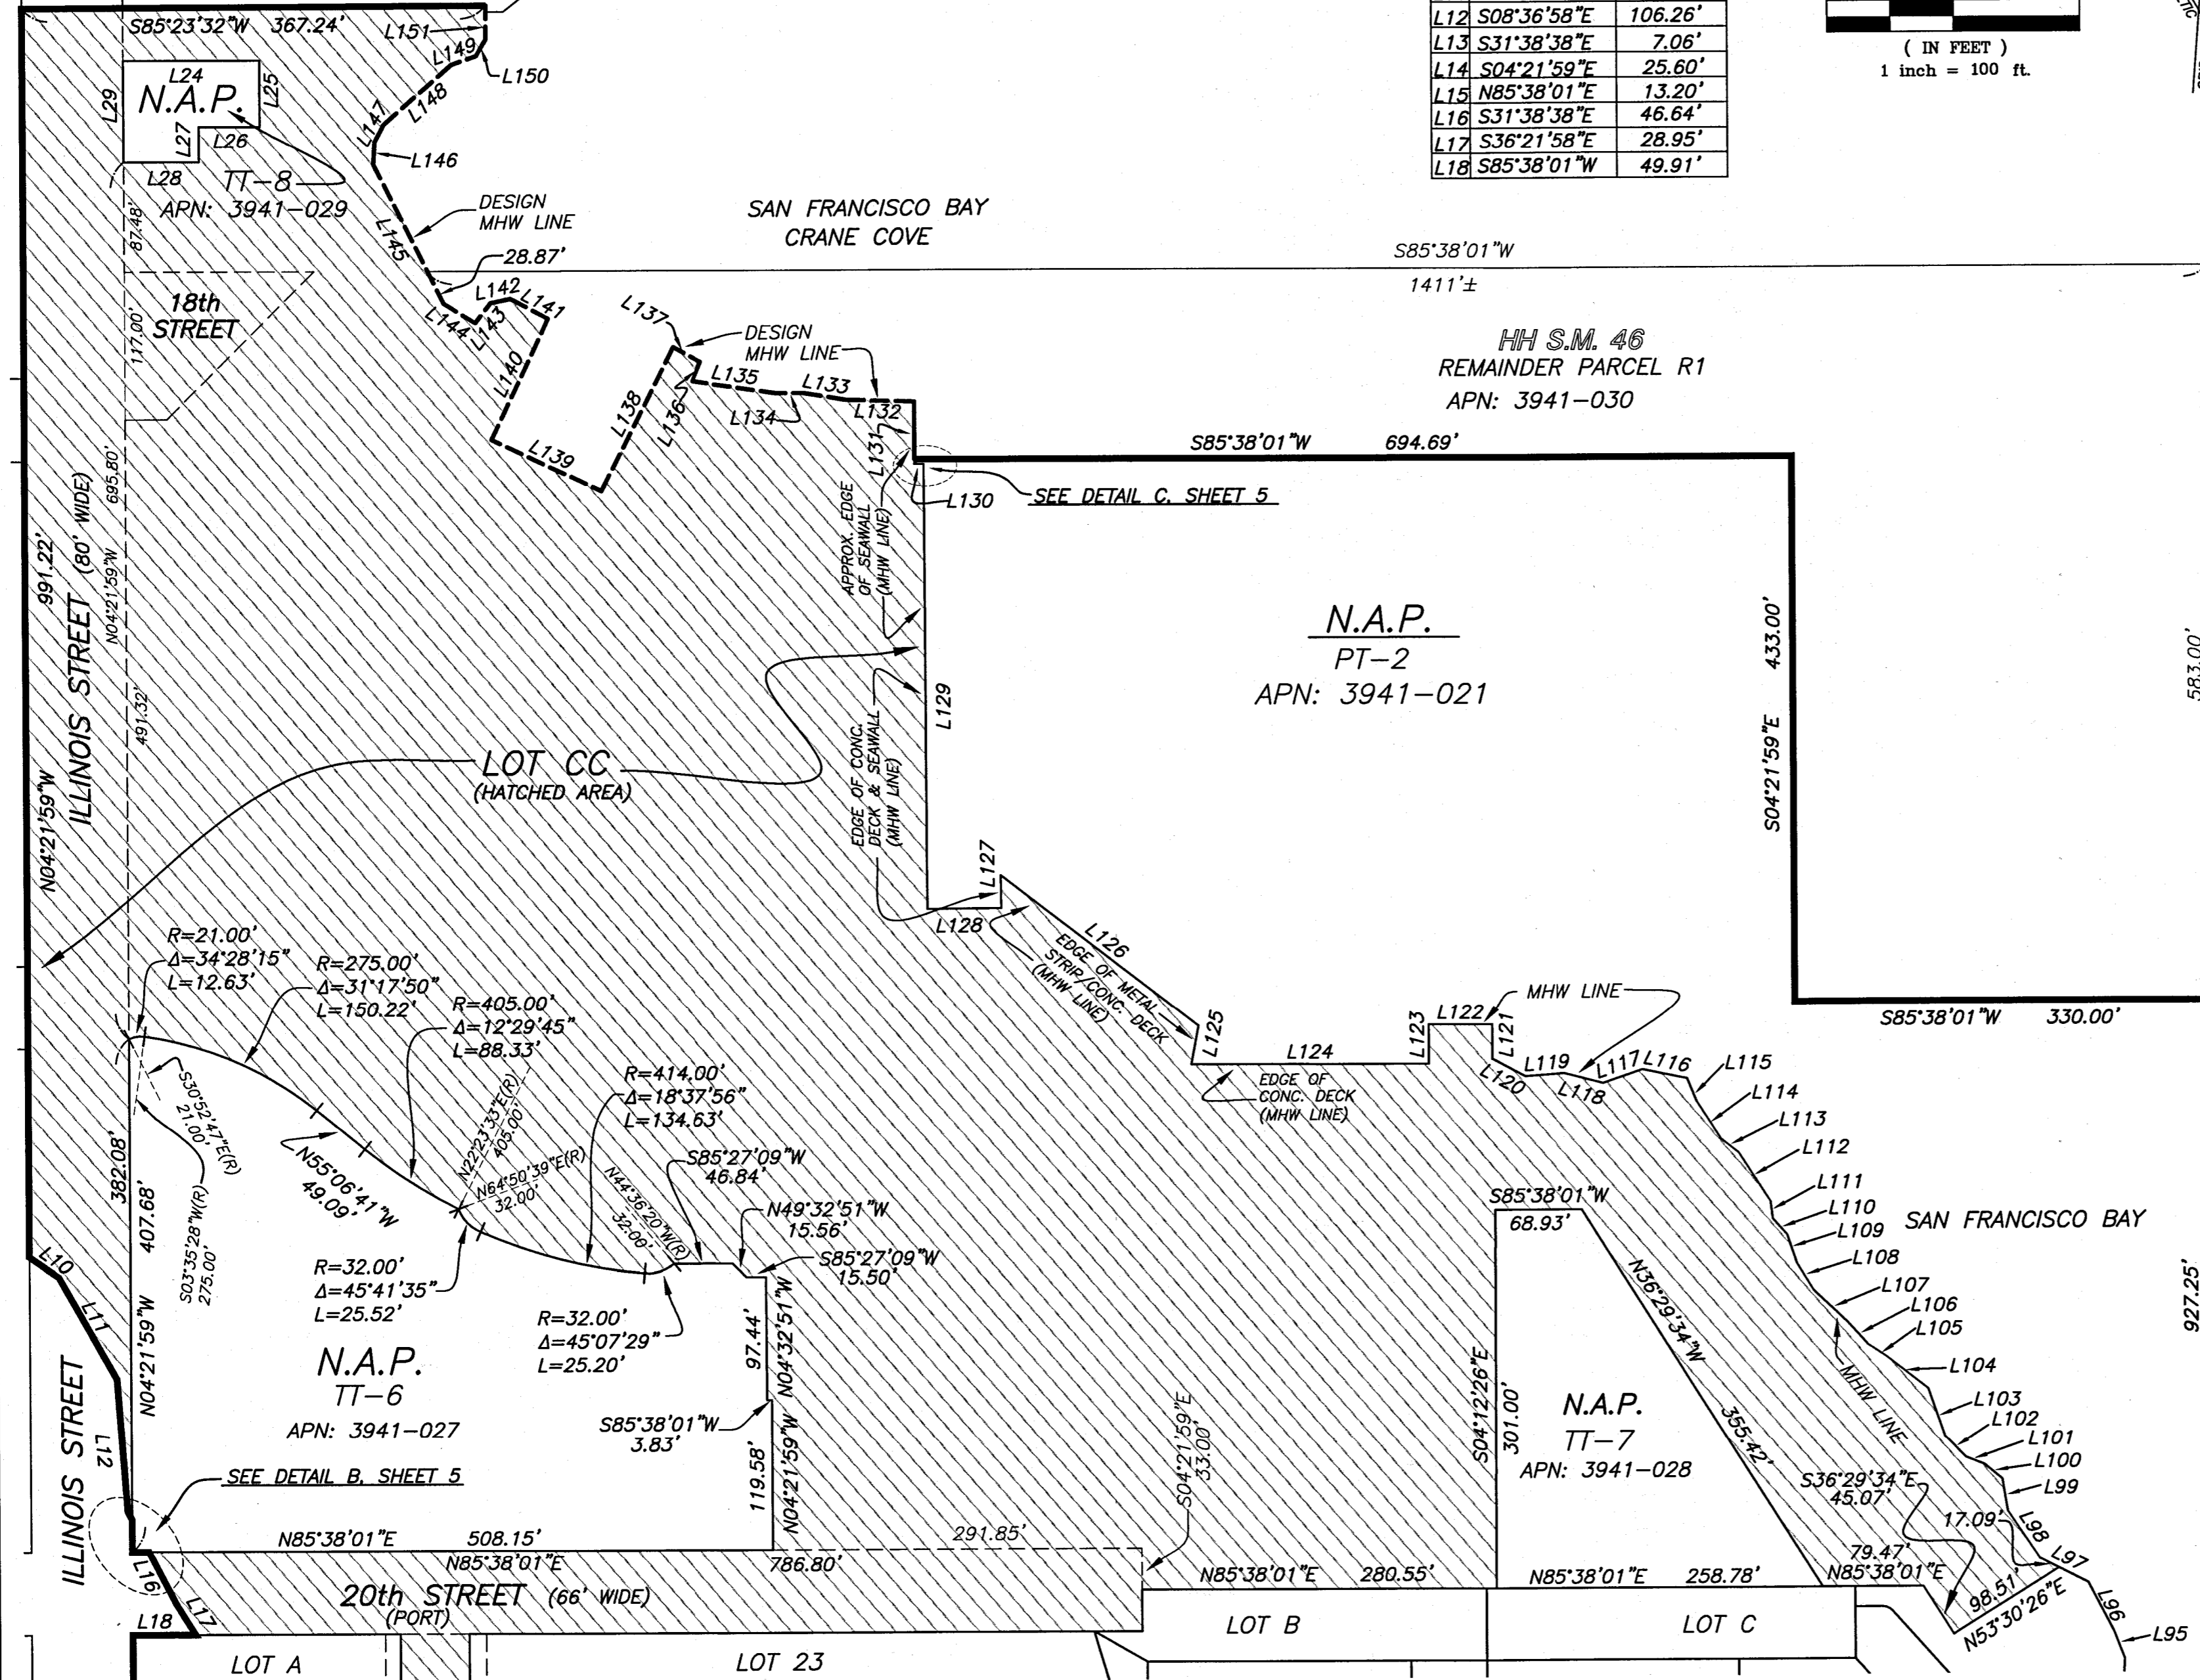 S85°23'32"W 367.24'
L151
L149
L150
L148
L147
L146
L24
N.A.P.
L25
L29
L27
L26
L28
TT-8
APN: 3941-029
87.48'
L145
DESIGN
MHW LINE
28.87'
L142
L141
L144
L143
18th
STREET
117.00'
SAN FRANCISCO BAY
CRANE COVE
L12 S08°36'58"E 106.26'
L13 S31°38'38"E 7.06'
L14 S04°21'59"E 25.60'
L15 N85°38'01"E 13.20'
L16 S31°38'38"E 46.64'
L17 S36°21'58"E 28.95'
L18 S85°38'01"W 49.91'
( IN FEET )
1 inch = 100 ft.
S85°38'01"W
1411'±
HH S.M. 46
REMAINDER PARCEL R1
APN: 3941-030
L137
DESIGN
MHW LINE
L140
L138
L136
L135
L134
L133
L132
L139
L131
L130
S85°38'01"W 694.69'
SEE DETAIL C, SHEET 5
APPROX. EDGE
OF SEAWALL
(MHW LINE)
991.22'
N04°21'59"W
ILLINOIS STREET (80' WIDE)
695.80'
N04°21'59"W
491.32'
LOT CC
(HATCHED AREA)
EDGE OF CONC.
DECK & SEAWALL
(MHW LINE)
L129
N.A.P.
PT-2
APN: 3941-021
433.00'
S04°21'59"E
583.00'
L127
L128
L126
EDGE OF METAL
STRIP/CONC. DECK
(MHW LINE)
L125
L124
EDGE OF
CONC. DECK
(MHW LINE)
L123
L122
L121
MHW LINE
S85°38'01"W 330.00'
L120
L119
L118
L117
L116
L115
L114
L113
L112
L111
L110
L109
L108
L107
L106
L105
L104
L103
L102
L101
L100
L99
L98
L97
L96
L95
SAN FRANCISCO BAY
927.25'
MHW LINE
R=21.00'
Δ=34°28'15"
L=12.63'
R=275.00'
Δ=31°17'50"
L=150.22'
R=405.00'
Δ=12°29'45"
L=88.33'
R=414.00'
Δ=18°37'56"
L=134.63'
S30°52'47"E(R)
21.00'
S03°35'28"W(R)
275.00'
N55°06'41"W
49.09'
N22°23'33"E(R)
405.00'
N64°50'39"E(R)
32.00'
N44°36'20"W(R)
32.00'
S85°27'09"W
46.84'
N49°32'51"W
15.56'
S85°27'09"W
15.50'
R=32.00'
Δ=45°41'35"
L=25.52'
R=32.00'
Δ=45°07'29"
L=25.20'
382.08'
407.68'
N04°21'59"W
L10
L11
L12
ILLINOIS STREET
N.A.P.
TT-6
APN: 3941-027
97.44'
N04°32'51"W
S85°38'01"W
3.83'
119.58'
N04°21'59"W
SEE DETAIL B, SHEET 5
N85°38'01"E 508.15'
N85°38'01"E 786.80'
291.85'
S04°21'59"E
33.00'
20th STREET (66' WIDE)
(PORT)
L16
L17
L18
LOT A
LOT 23
S85°38'01"W
68.93'
S04°12'26"E
301.00'
N36°29'34"W
355.42'
N.A.P.
TT-7
APN: 3941-028
N85°38'01"E 280.55'
N85°38'01"E 258.78'
S36°29'34"E
45.07'
17.09'
79.47'
N85°38'01"E
98.51'
N53°30'26"E
LOT B
LOT C